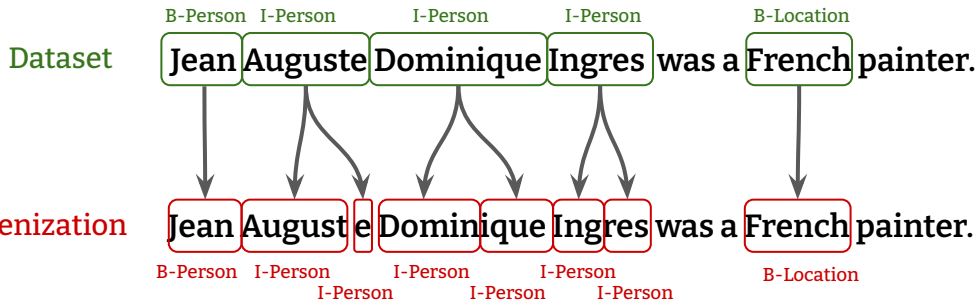 B-Person I-Person I-Person I-Person B-Location
Dataset Jean Auguste Dominique Ingres was a French painter.
enization Jean August e Dominique Ingres was a French painter.
B-Person I-Person I-Person I-Person B-Location
I-Person I-Person I-Person